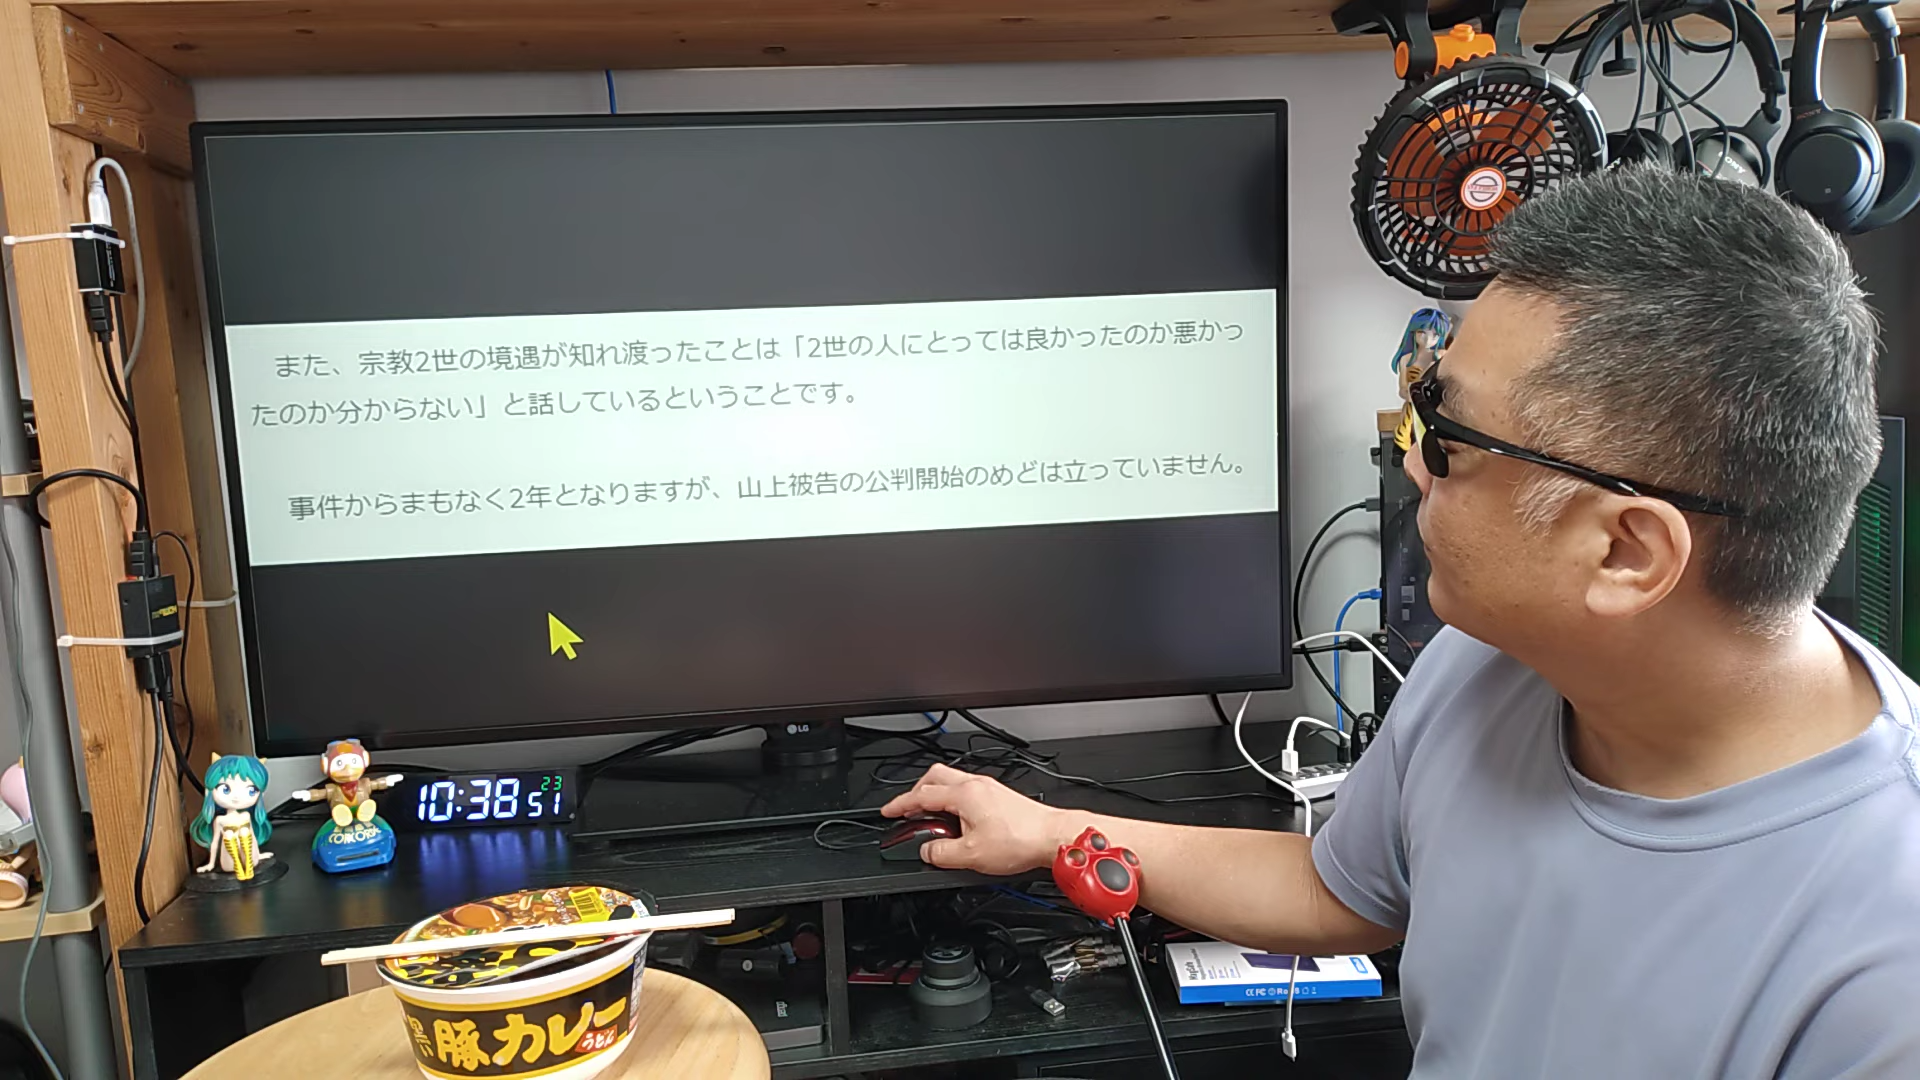 また、宗教2世の境遇が知れ渡ったことは「2世の人にとっては良かったのか悪かっ
たのか分からない」と話しているということです。
事件からまもなく2年となりますが、山上被告の公判開始のめどは立っていません。
LG
10:38 51
23
SONY
黒い
豚カレー
うどん